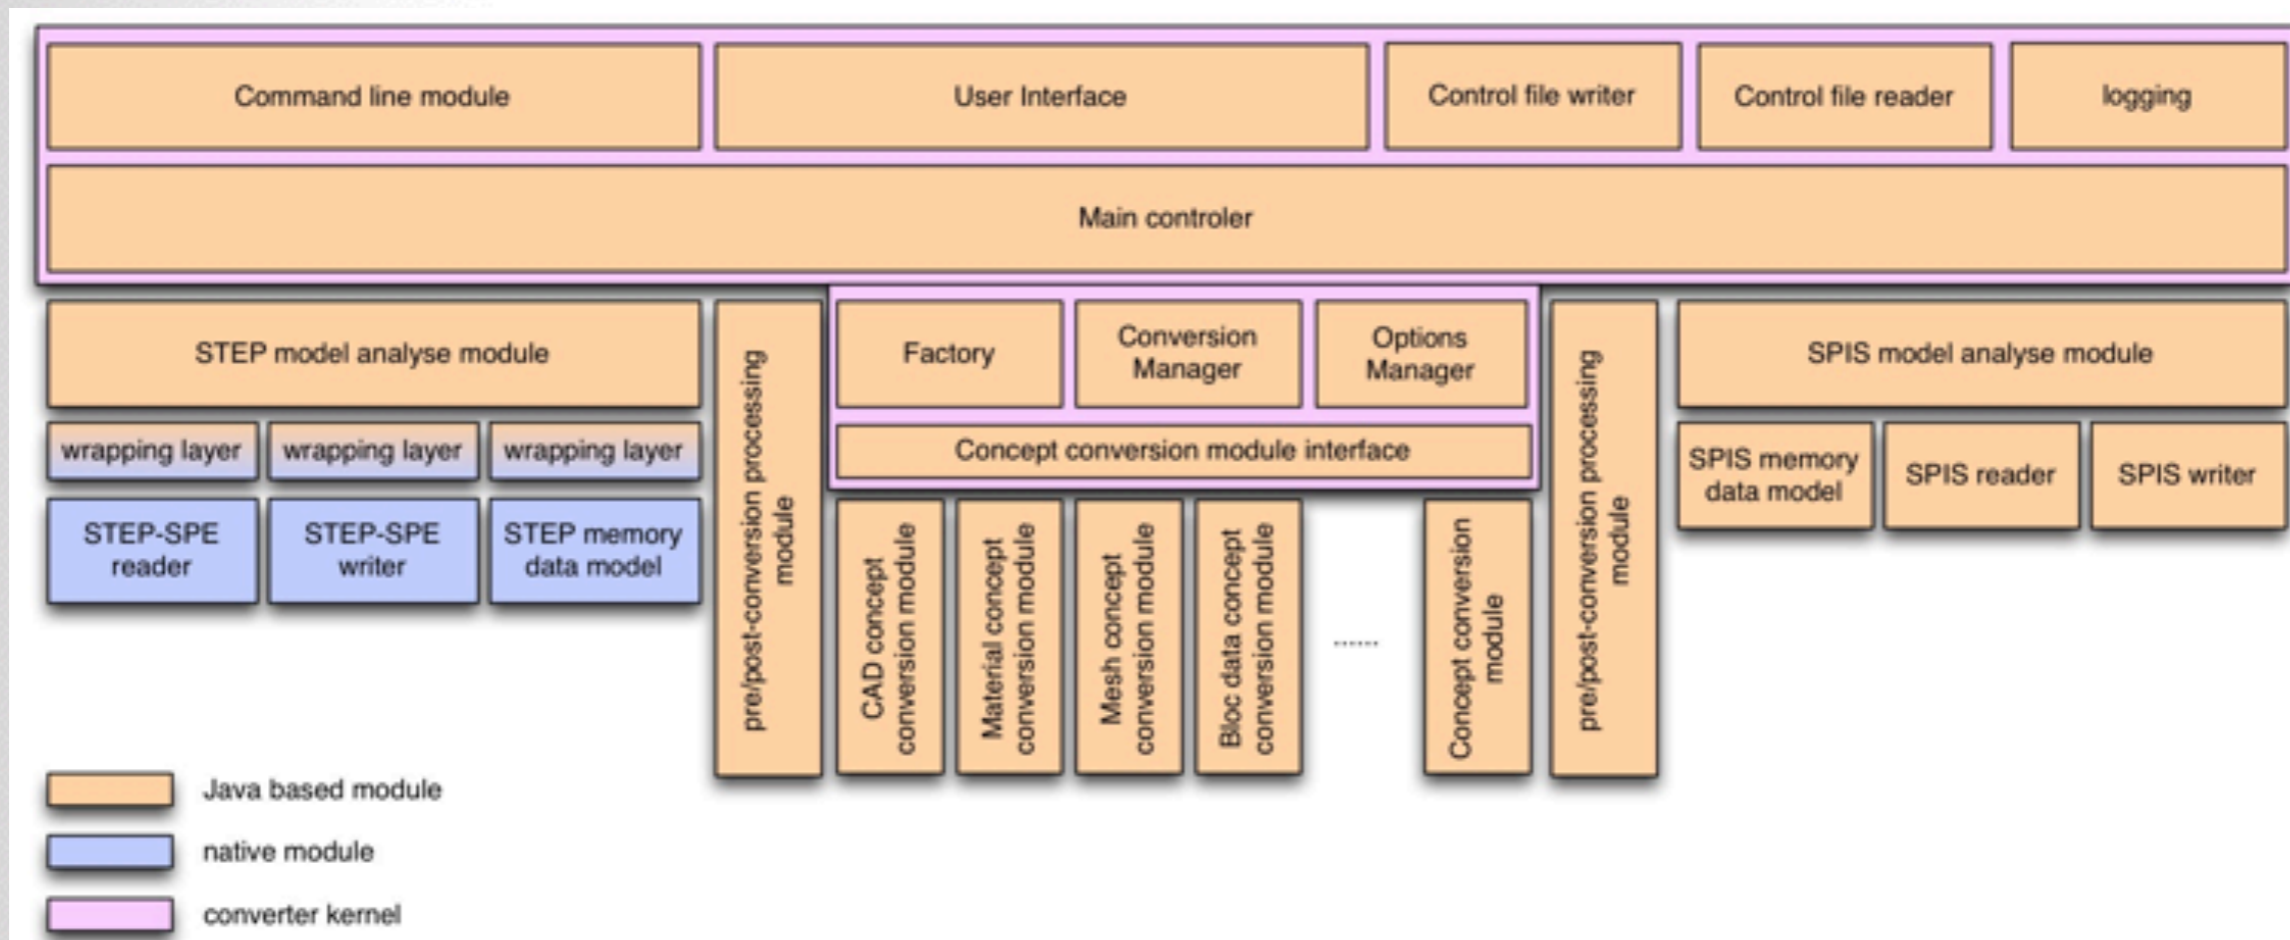 Command line module
User Interface
Control file writer
Control file reader
logging
Main controler
STEP model analyse module
pre/post-conversion processing
module
Factory
Conversion
Manager
Options
Manager
pre/post-conversion processing
module
SPIS model analyse module
wrapping layer
wrapping layer
wrapping layer
Concept conversion module interface
SPIS memory
data model
SPIS reader
SPIS writer
STEP-SPE
reader
STEP-SPE
writer
STEP memory
data model
CAD concept
conversion module
Material concept
conversion module
Mesh concept
conversion module
Bloc data concept
conversion module
......
Concept conversion
module
Java based module
native module
converter kernel